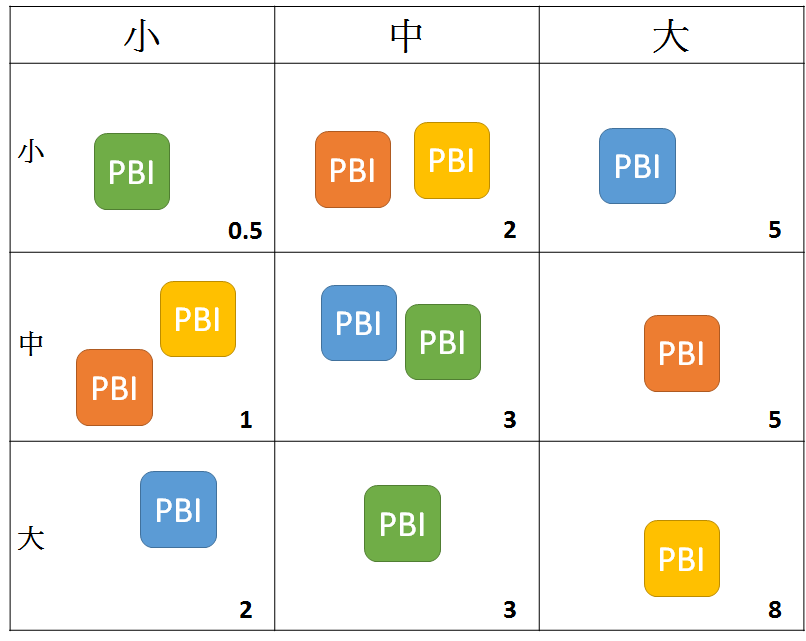 小 中 大
小 PBI PBI PBI PBI
0.5 2 5
中 PBI PBI PBI PBI PBI
1 3 5
大 PBI PBI PBI
2 3 8